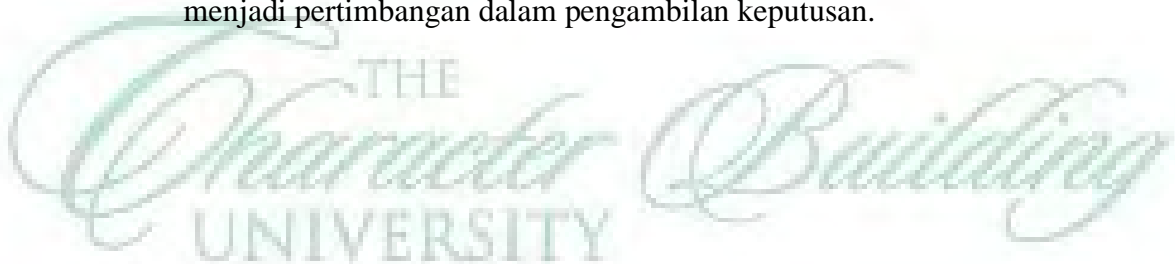 menjadi pertimbangan dalam pengambilan keputusan.
THE
Character Building
UNIVERSITY